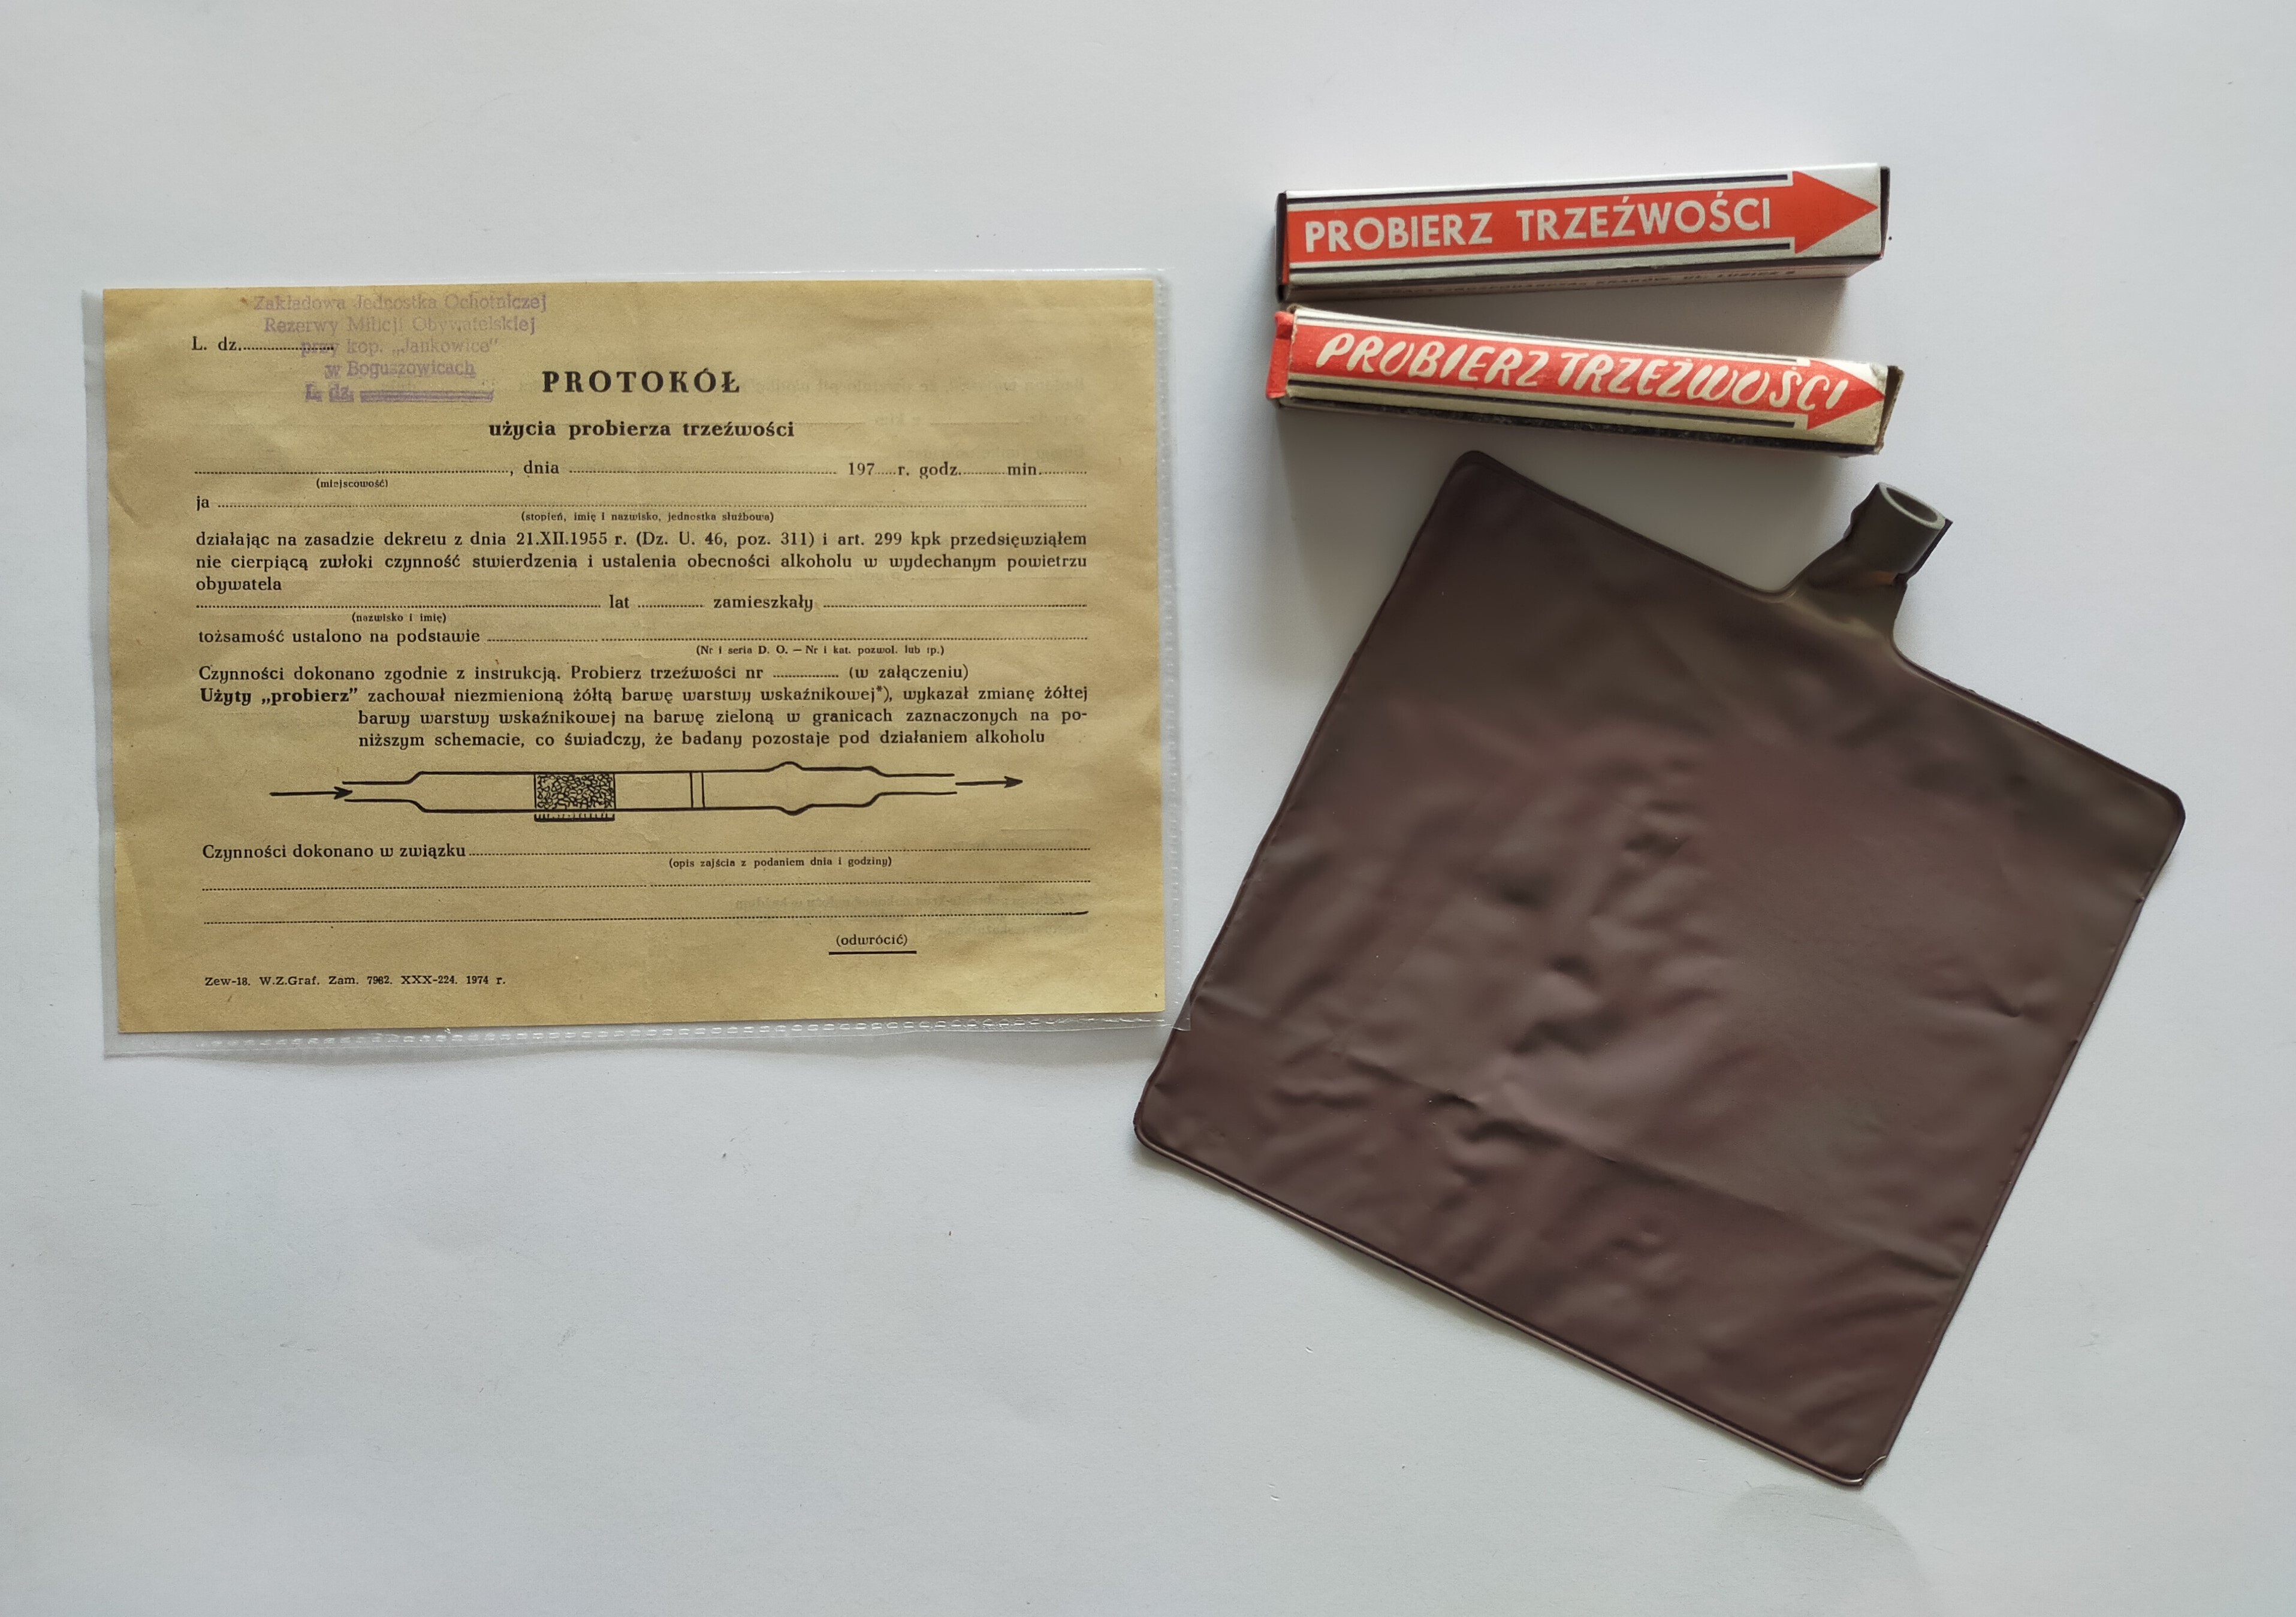 Zakładowa Jednostka Ochotniczej
Rezerwy Milicji Obywatelskiej
przy kop. „Jankowice”
w Boguszowicach
L. dz.
L. dz.
PROTOKÓŁ
użycia probierza trzeźwości
, dnia 197 r. godz. min.
(miejscowość)
ja
(stopień, imię i nazwisko, jednostka służbowa)
działając na zasadzie dekretu z dnia 21.XII.1955 r. (Dz. U. 46, poz. 311) i art. 299 kpk przedsięwziąłem
nie cierpiącą zwłoki czynność stwierdzenia i ustalenia obecności alkoholu w wydechanym powietrzu
obywatela
lat zamieszkały
(nazwisko i imię)
tożsamość ustalono na podstawie
(Nr i seria D. O. — Nr i kat. pozwol. lub tp.)
Czynności dokonano zgodnie z instrukcją. Probierz trzeźwości nr (w załączeniu)
Użyty „probierz” zachował niezmienioną żółtą barwę warstwy wskaźnikowej*), wykazał zmianę żółtej
barwy warstwy wskaźnikowej na barwę zieloną w granicach zaznaczonych na po-
niższym schemacie, co świadczy, że badany pozostaje pod działaniem alkoholu
Czynności dokonano w związku
(opis zajścia z podaniem dnia i godziny)
(odwrócić)
Zew-18. W.Z.Graf. Zam. 7962. XXX-224. 1974 r.
PROBIERZ TRZEŹWOŚCI
PROBIERZ TRZEŹWOŚCI